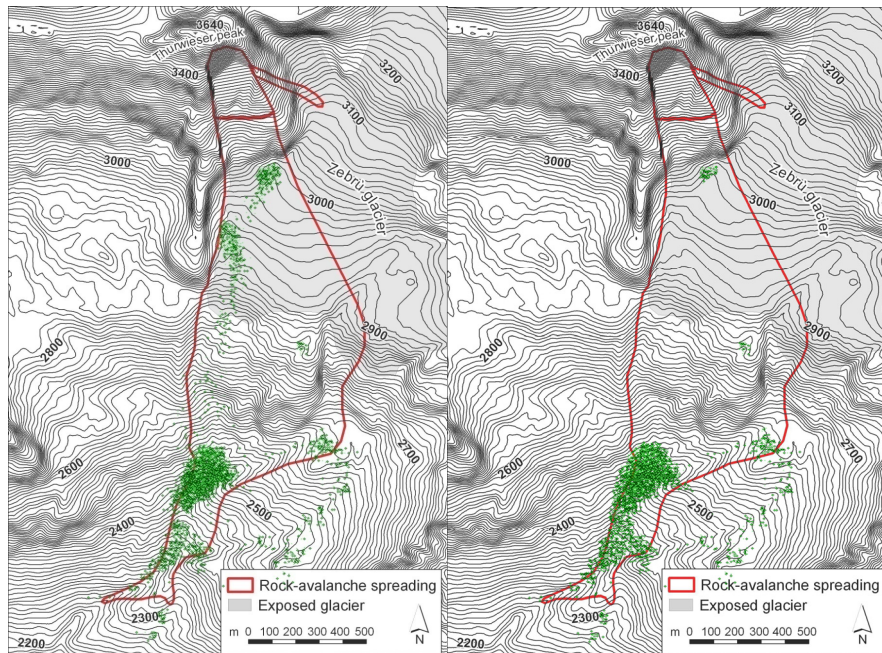 3640
Thurwieser peak
3400
3200
3100
3000
Zebrù glacier
3000
2900
2800
2700
2600
2500
2400
2300
2200
Rock-avalanche spreading
Exposed glacier
m 0 100 200 300 400 500
N
3640
Thurwieser peak
3400
3200
3100
3000
Zebrù glacier
3000
2900
2800
2700
2600
2500
2400
2300
2200
Rock-avalanche spreading
Exposed glacier
m 0 100 200 300 400 500
N